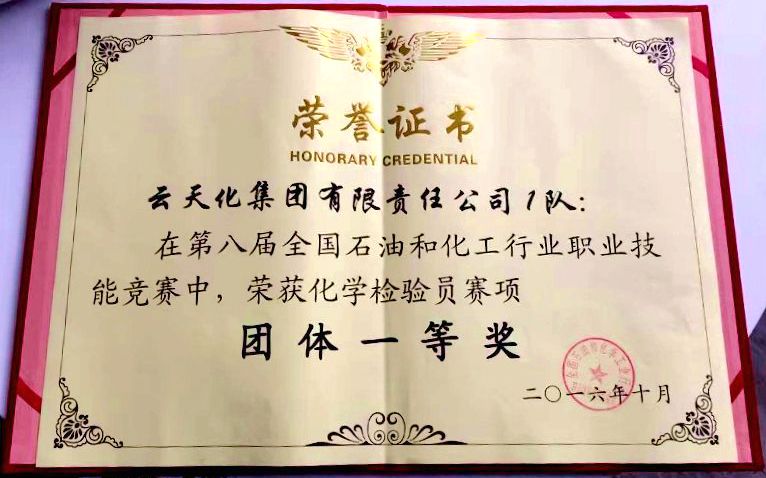 荣誉证书
HONORARY CREDENTIAL
云天化集团有限责任公司1队:
在第八届全国石油和化工行业职业技
能竞赛中，荣获化学检验员赛项
团体一等奖
二〇一六年十月